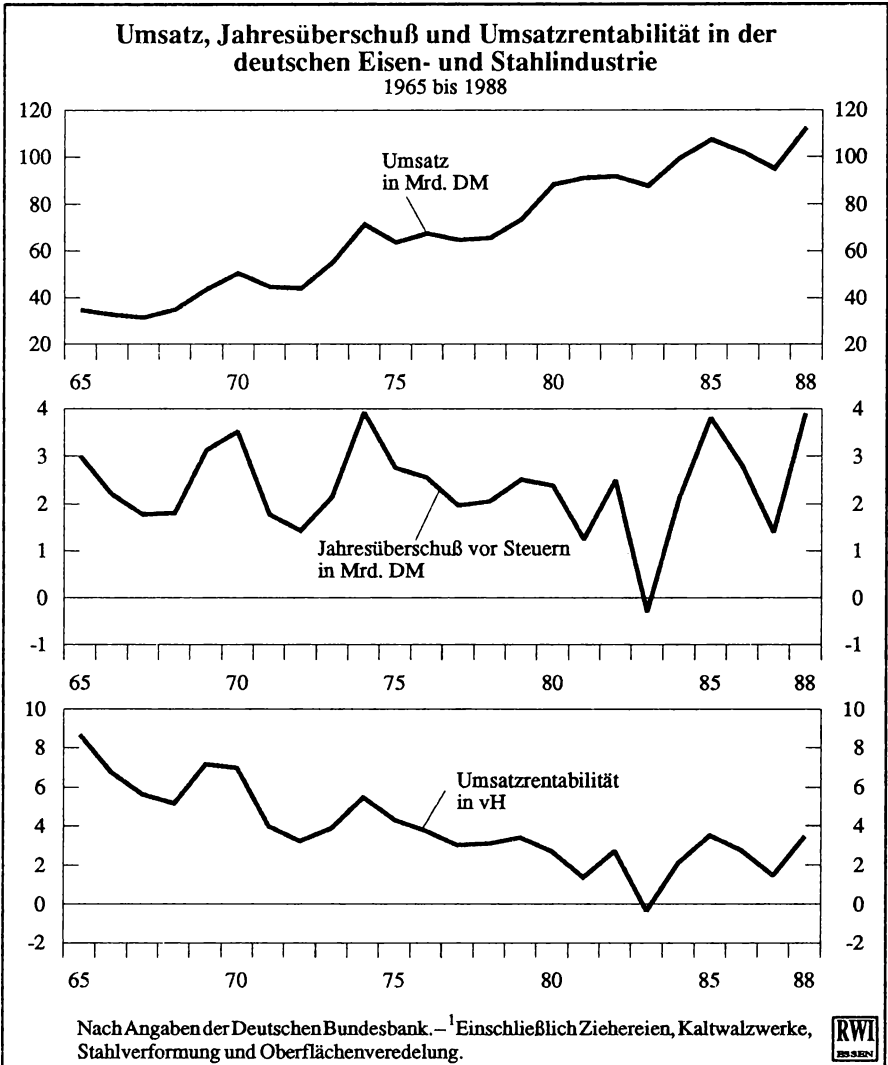 Umsatz, Jahresüberschuß und Umsatzrentabilität in der
deutschen Eisen- und Stahlindustrie
1965 bis 1988
120 120
100 100
80 80
60 60
40 40
20 20
Umsatz
in Mrd. DM
65 70 75 80 85 88
4 4
3 3
2 2
1 1
0 0
-1 -1
Jahresüberschuß vor Steuern
in Mrd. DM
65 70 75 80 85 88
10 10
8 8
6 6
4 4
2 2
0 0
-2 -2
Umsatzrentabilität
in vH
65 70 75 80 85 88
Nach Angaben der Deutschen Bundesbank.– ¹Einschließlich Ziehereien, Kaltwalzwerke,
Stahlverformung und Oberflächenveredelung.
RWI
ESSEN